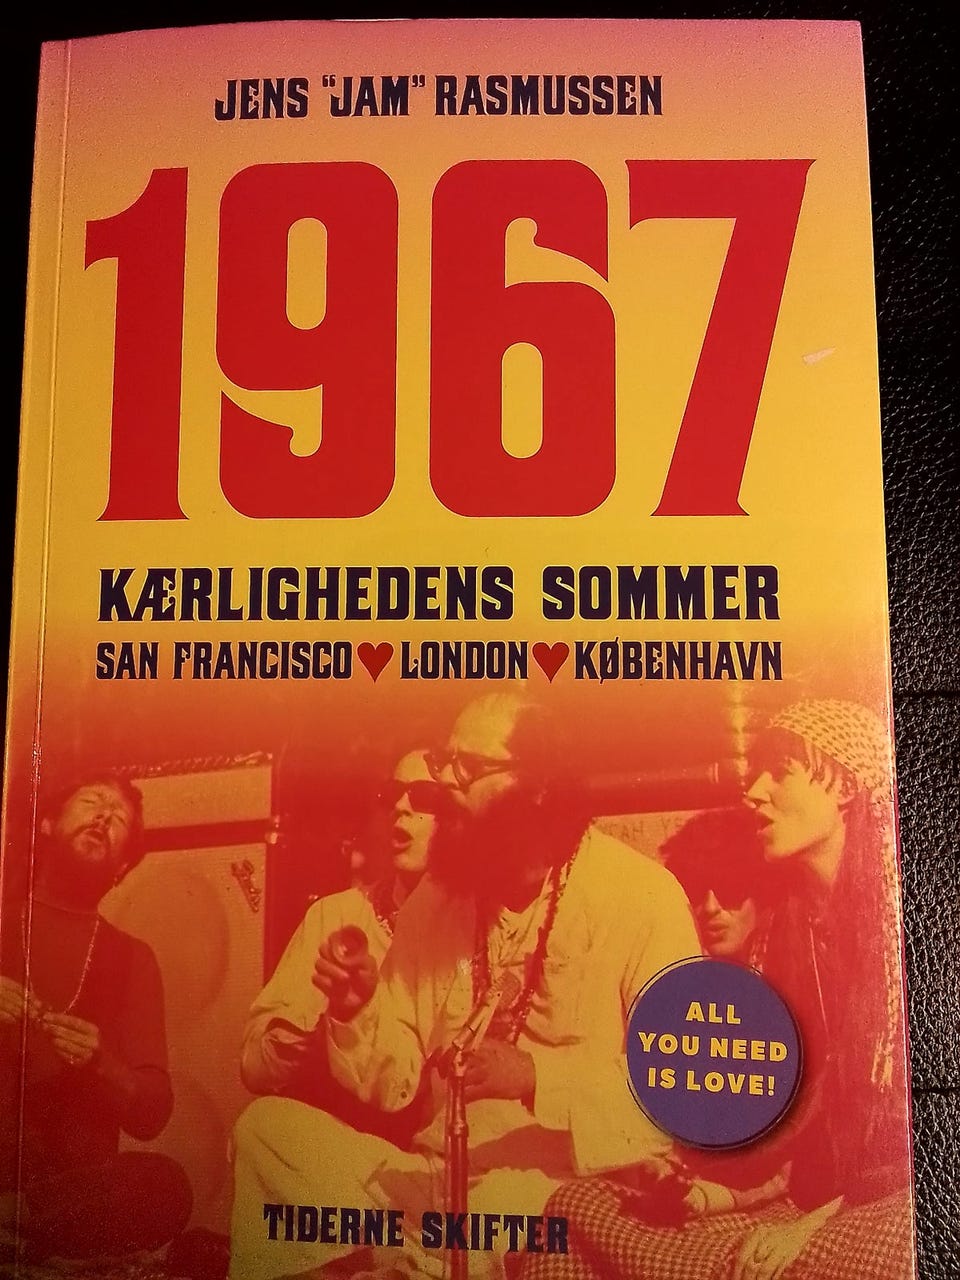 JENS "JAM" RASMUSSEN
1967
KÆRLIGHEDENS SOMMER
SAN FRANCISCO ♥ LONDON ♥ KØBENHAVN
ALL
YOU NEED
IS LOVE!
TIDERNE SKIFTER